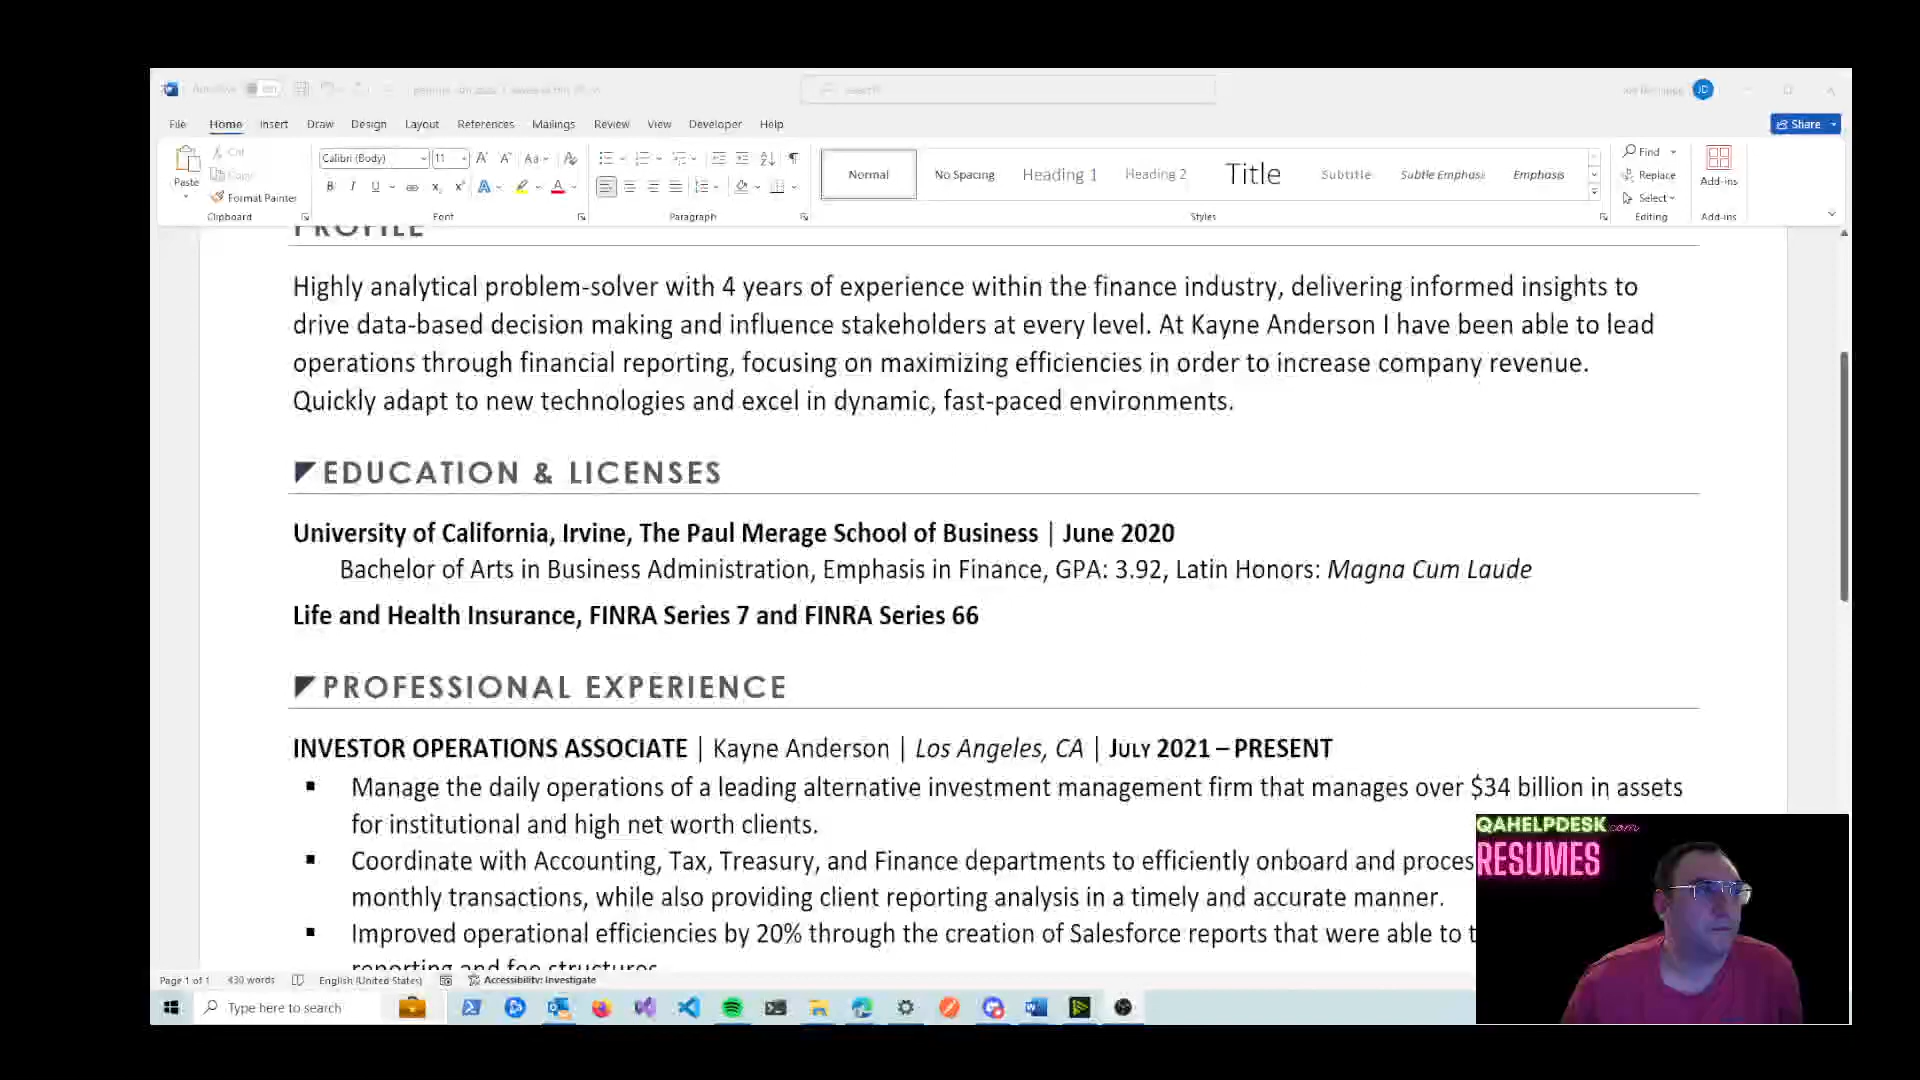 File Home Insert Draw Design Layout References Mailings Review View Developer Help
Share
Paste
Cut
Copy
Format Painter
Clipboard
Calibri (Body) 11
Font
Paragraph
Normal No Spacing Heading 1 Heading 2 Title Subtitle Subtle Emphasis Emphasis
Styles
Find
Replace
Select
Editing
Add-ins
Add-ins
JD
PROFILE
Highly analytical problem-solver with 4 years of experience within the finance industry, delivering informed insights to
drive data-based decision making and influence stakeholders at every level. At Kayne Anderson I have been able to lead
operations through financial reporting, focusing on maximizing efficiencies in order to increase company revenue.
Quickly adapt to new technologies and excel in dynamic, fast-paced environments.
EDUCATION & LICENSES
University of California, Irvine, The Paul Merage School of Business | June 2020
Bachelor of Arts in Business Administration, Emphasis in Finance, GPA: 3.92, Latin Honors: Magna Cum Laude
Life and Health Insurance, FINRA Series 7 and FINRA Series 66
PROFESSIONAL EXPERIENCE
INVESTOR OPERATIONS ASSOCIATE | Kayne Anderson | Los Angeles, CA | JULY 2021 – PRESENT
▪ Manage the daily operations of a leading alternative investment management firm that manages over $34 billion in assets
for institutional and high net worth clients.
▪ Coordinate with Accounting, Tax, Treasury, and Finance departments to efficiently onboard and proces
monthly transactions, while also providing client reporting analysis in a timely and accurate manner.
▪ Improved operational efficiencies by 20% through the creation of Salesforce reports that were able to t
reporting and fee structures
QAHELPDESK.com
RESUMES
Page 1 of 1 430 words English (United States) Accessibility: Investigate
Type here to search